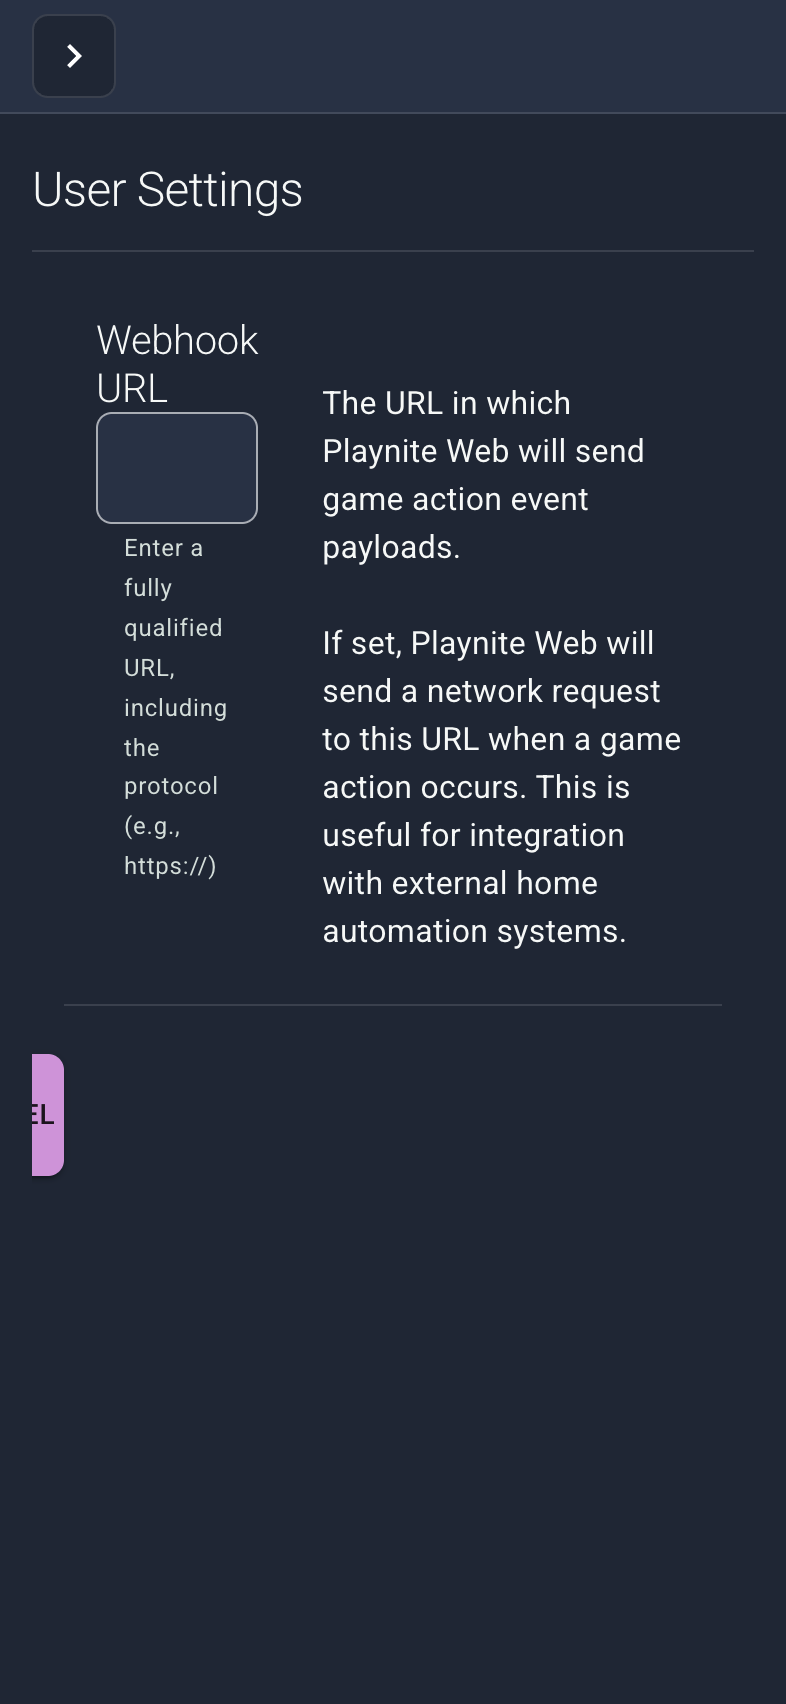 User Settings
Webhook
URL
Enter a
fully
qualified
URL,
including
the
protocol
(e.g.,
https://)
The URL in which
Playnite Web will send
game action event
payloads.
If set, Playnite Web will
send a network request
to this URL when a game
action occurs. This is
useful for integration
with external home
automation systems.
EL